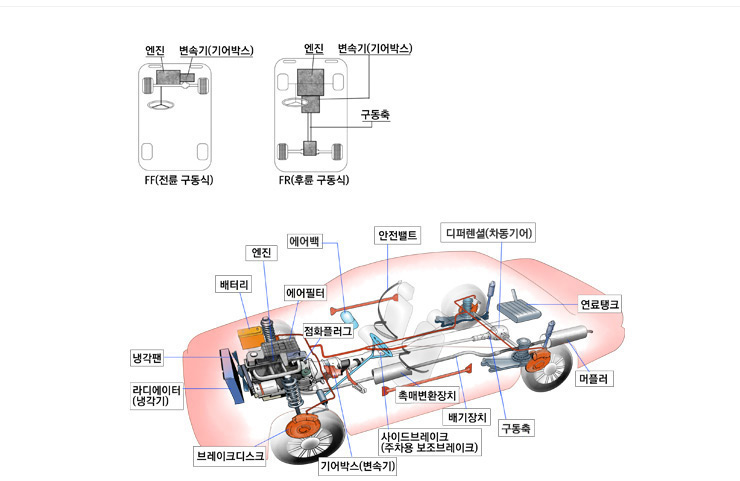 엔진
변속기(기어박스)
엔진
변속기(기어박스)
구동축
FF(전륜 구동식)
FR(후륜 구동식)
에어백
안전밸트
디퍼렌셜(차동기어)
엔진
배터리
에어필터
연료탱크
점화플러그
냉각팬
라디에이터
(냉각기)
머플러
촉매변환장치
배기장치
구동축
사이드브레이크
(주차용 보조브레이크)
브레이크디스크
기어박스(변속기)